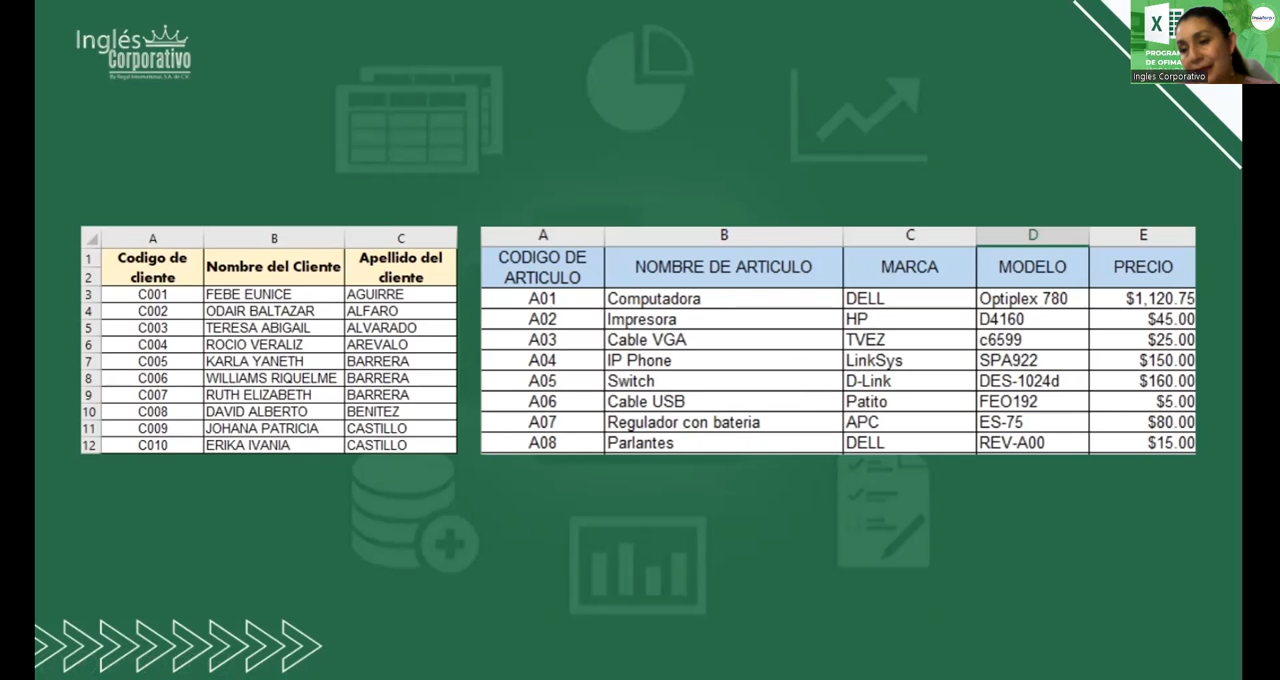 Inglés
Corporativo
By Regal International, S.A. de C.V.
X
PROGRAM
DE OFIMA
Ingles Corporativo
A B C
1 Codigo de Nombre del Cliente Apellido del
2 cliente cliente
3 C001 FEBE EUNICE AGUIRRE
4 C002 ODAIR BALTAZAR ALFARO
5 C003 TERESA ABIGAIL ALVARADO
6 C004 ROCIO VERALIZ AREVALO
7 C005 KARLA YANETH BARRERA
8 C006 WILLIAMS RIQUELME BARRERA
9 C007 RUTH ELIZABETH BARRERA
10 C008 DAVID ALBERTO BENITEZ
11 C009 JOHANA PATRICIA CASTILLO
12 C010 ERIKA IVANIA CASTILLO
A B C D E
CODIGO DE NOMBRE DE ARTICULO MARCA MODELO PRECIO
ARTICULO
A01 Computadora DELL Optiplex 780 $1,120.75
A02 Impresora HP D4160 $45.00
A03 Cable VGA TVEZ c6599 $25.00
A04 IP Phone LinkSys SPA922 $150.00
A05 Switch D-Link DES-1024d $160.00
A06 Cable USB Patito FEO192 $5.00
A07 Regulador con bateria APC ES-75 $80.00
A08 Parlantes DELL REV-A00 $15.00